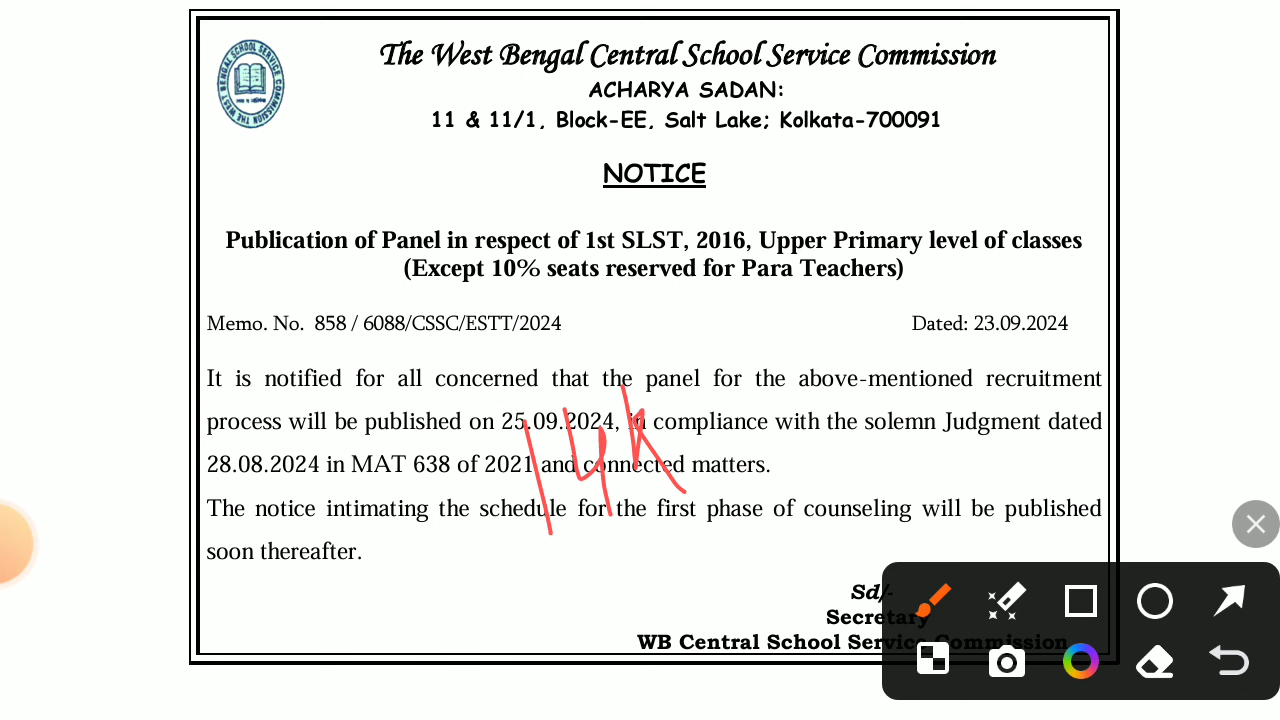 The West Bengal Central School Service Commission
ACHARYA SADAN:
11 & 11/1, Block-EE, Salt Lake; Kolkata-700091
NOTICE
Publication of Panel in respect of 1st SLST, 2016, Upper Primary level of classes
(Except 10% seats reserved for Para Teachers)
Memo. No. 858 / 6088/CSSC/ESTT/2024 Dated: 23.09.2024
It is notified for all concerned that the panel for the above-mentioned recruitment
process will be published on 25.09.2024, in compliance with the solemn Judgment dated
28.08.2024 in MAT 638 of 2021 and connected matters.
14k
The notice intimating the schedule for the first phase of counseling will be published
soon thereafter.
Sd/-
Secretary
WB Central School Service Commission